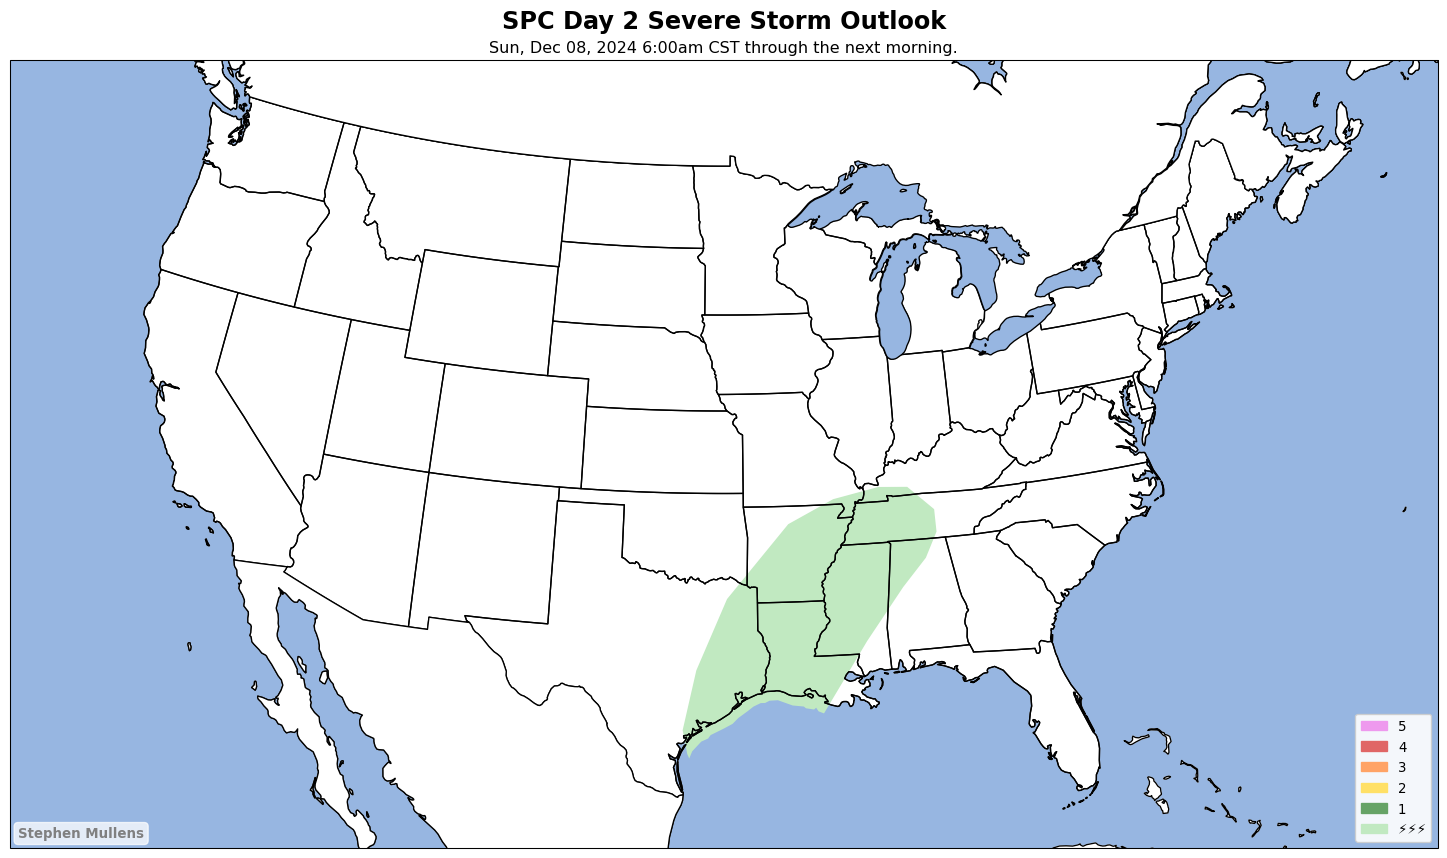 SPC Day 2 Severe Storm Outlook
Sun, Dec 08, 2024 6:00am CST through the next morning.
5
4
3
2
1
⚡⚡⚡
Stephen Mullens